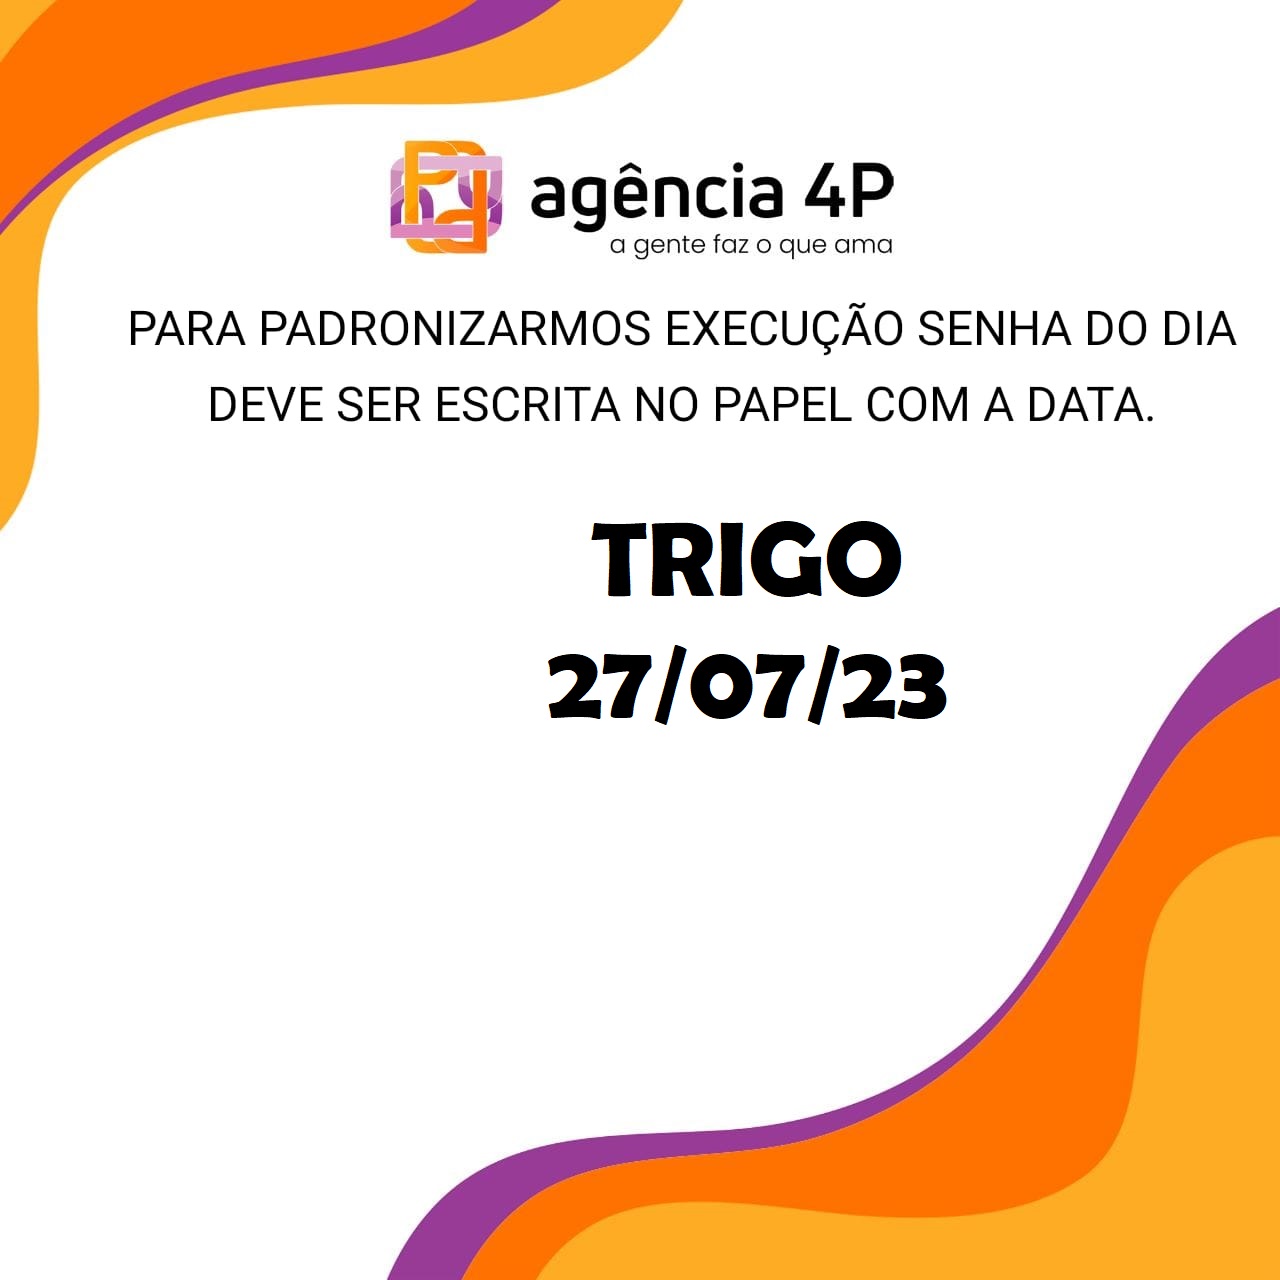 agência 4P
a gente faz o que ama
PARA PADRONIZARMOS EXECUÇÃO SENHA DO DIA
DEVE SER ESCRITA NO PAPEL COM A DATA.
TRIGO
27/07/23